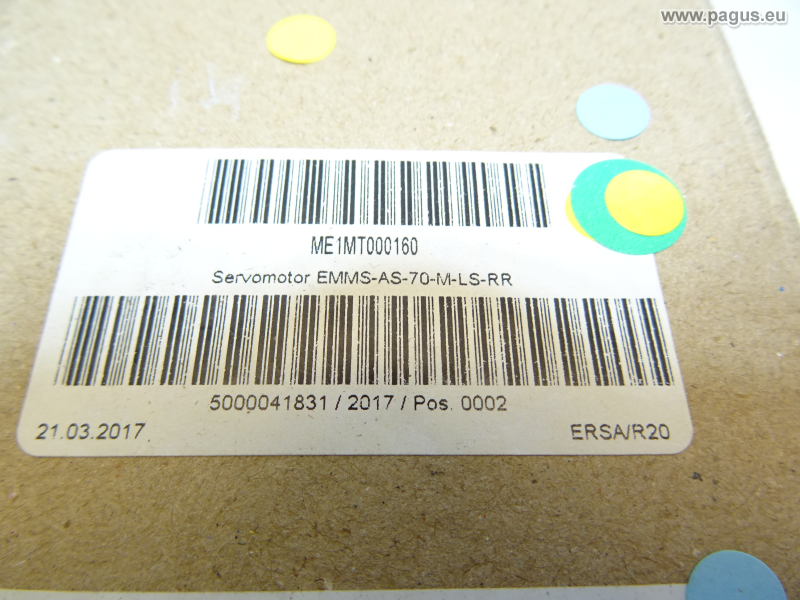 www.pagus.eu
ME1MT000160
Servomotor EMMS-AS-70-M-LS-RR
5000041831 / 2017 / Pos. 0002
21.03.2017
ERSA/R20